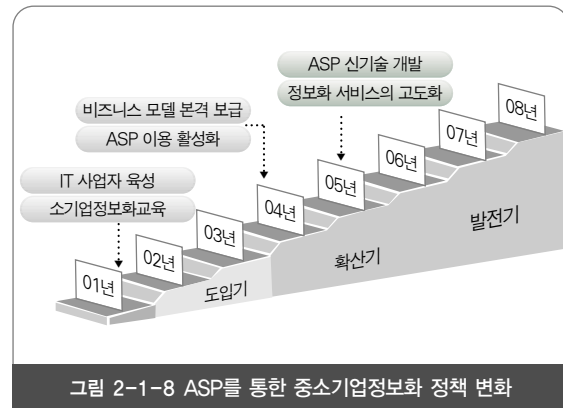 ASP 신기술 개발
정보화 서비스의 고도화
비즈니스 모델 본격 보급
ASP 이용 활성화
IT 사업자 육성
소기업정보화교육
01년
02년
03년
04년
05년
06년
07년
08년
도입기
확산기
발전기
그림 2-1-8 ASP를 통한 중소기업정보화 정책 변화